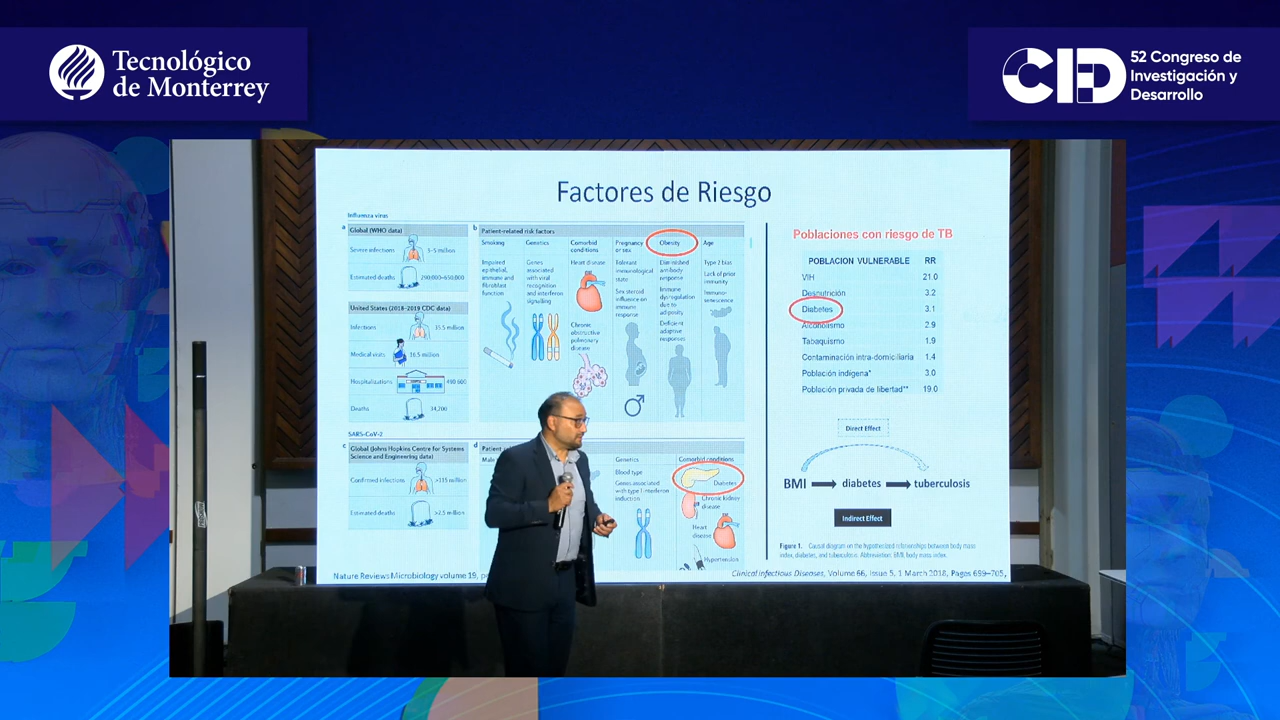 Tecnológico
de Monterrey
CID
52 Congreso de
Investigación y
Desarrollo
Factores de Riesgo
Influenza virus
a
Global (WHO data)
Severe infections
3–5 million
Estimated deaths
290,000–650,000
United States (2018–2019 CDC data)
Infections
35.5 million
Medical visits
16.5 million
Hospitalizations
490 600
Deaths
34,200
b
Patient-related risk factors
Smoking
Impaired
epithelial,
immune and
fibroblast
function
Genetics
Genes
associated
with viral
recognition
and interferon
signalling
Comorbid
conditions
Heart disease
Chronic
obstructive
pulmonary
disease
Pregnancy
or sex
Tolerant
immunological
state
Sex steroid
influence on
immune
response
Obesity
Diminished
antibody
response
Immune
dysregulation
due to
adiposity
Deficient
adaptive
responses
Age
Type 2 bias
Lack of prior
immunity
Immuno-
senescence
SARS-CoV-2
c
Global (Johns Hopkins Centre for Systems
Science and Engineering data)
Confirmed infections
>115 million
Estimated deaths
>2.5 million
d
Patient
Male
Genetics
Blood type
Genes associated
with type I interferon
induction
Comorbid conditions
Diabetes
Chronic kidney
disease
Heart
disease
Hypertension
Nature Reviews Microbiology volume 19,
Poblaciones con riesgo de TB
POBLACION VULNERABLE RR
VIH 21.0
Desnutrición 3.2
Diabetes 3.1
Alcoholismo 2.9
Tabaquismo 1.9
Contaminación intra-domiciliaria 1.4
Población indígena* 3.0
Población privada de libertad** 19.0
Direct Effect
BMI diabetes tuberculosis
Indirect Effect
Figure 1. Causal diagram on the hypothesized relationships between body mass
index, diabetes, and tuberculosis. Abbreviation: BMI, body mass index.
Clinical Infectious Diseases, Volume 66, Issue 5, 1 March 2018, Pages 699–705,